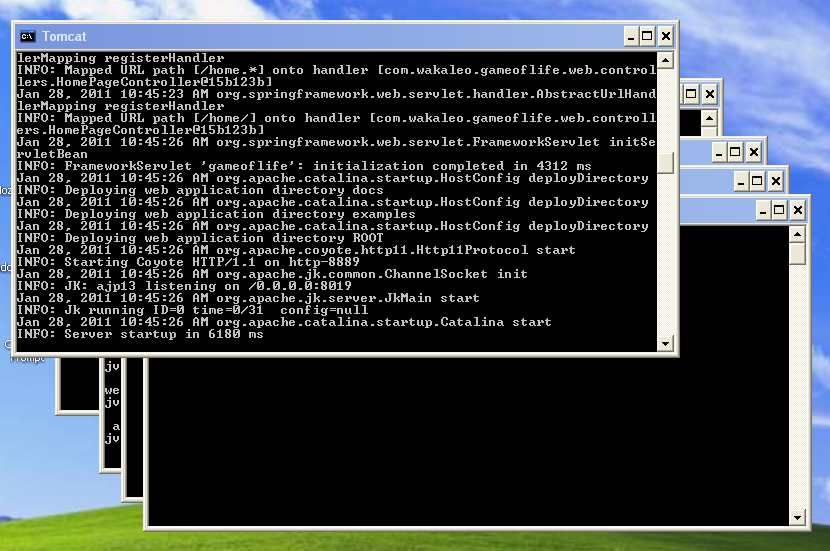 Tomcat
lerMapping registerHandler
INFO: Mapped URL path [/home.*] onto handler [com.wakaleo.gameoflife.web.control
lers.HomePageController@15b123b]
Jan 28, 2011 10:45:23 AM org.springframework.web.servlet.handler.AbstractUrlHand
lerMapping registerHandler
INFO: Mapped URL path [/home/] onto handler [com.wakaleo.gameoflife.web.controll
ers.HomePageController@15b123b]
Jan 28, 2011 10:45:26 AM org.springframework.web.servlet.FrameworkServlet initSe
rvletBean
INFO: FrameworkServlet 'gameoflife': initialization completed in 4312 ms
Jan 28, 2011 10:45:26 AM org.apache.catalina.startup.HostConfig deployDirectory
INFO: Deploying web application directory docs
Jan 28, 2011 10:45:26 AM org.apache.catalina.startup.HostConfig deployDirectory
INFO: Deploying web application directory examples
Jan 28, 2011 10:45:26 AM org.apache.catalina.startup.HostConfig deployDirectory
INFO: Deploying web application directory ROOT
Jan 28, 2011 10:45:26 AM org.apache.coyote.http11.Http11Protocol start
INFO: Starting Coyote HTTP/1.1 on http-8889
Jan 28, 2011 10:45:26 AM org.apache.jk.common.ChannelSocket init
INFO: JK: ajp13 listening on /0.0.0.0:8019
Jan 28, 2011 10:45:26 AM org.apache.jk.server.JkMain start
INFO: Jk running ID=0 time=0/31  config=null
Jan 28, 2011 10:45:26 AM org.apache.catalina.startup.Catalina start
INFO: Server startup in 6180 ms
Prompt
jv
we
jv
a
jv